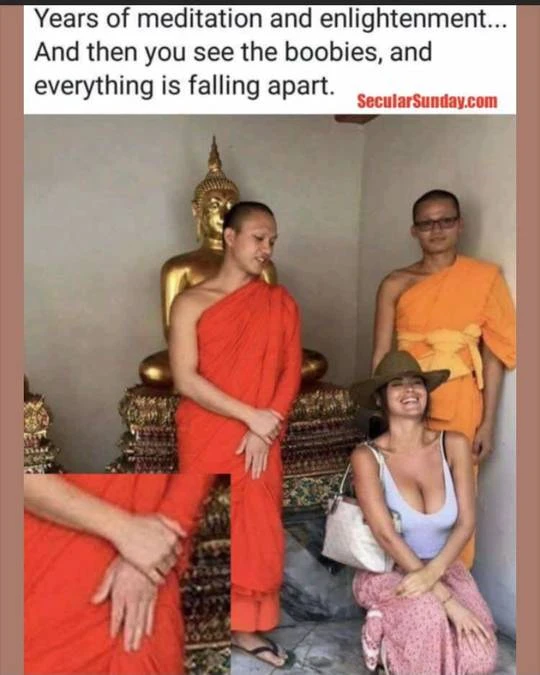 Years of meditation and enlightenment...
And then you see the boobies, and
everything is falling apart.
SecularSunday.com